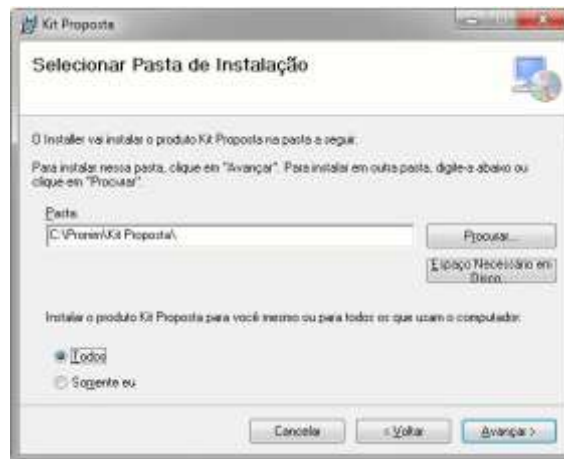 Kit Proposta
Selecionar Pasta de Instalação
O Installer vai instalar o produto Kit Proposta na pasta a seguir.
Para instalar nessa pasta, clique em "Avançar". Para instalar em outra pasta, digite-a abaixo ou
clique em "Procurar".
Pasta:
C:\Pronim\Kit Proposta\
Procurar...
Espaço Necessário em
Disco...
Instalar o produto Kit Proposta para você mesmo ou para todos os que usam o computador:
Todos
Somente eu
Cancelar
< Voltar
Avançar >